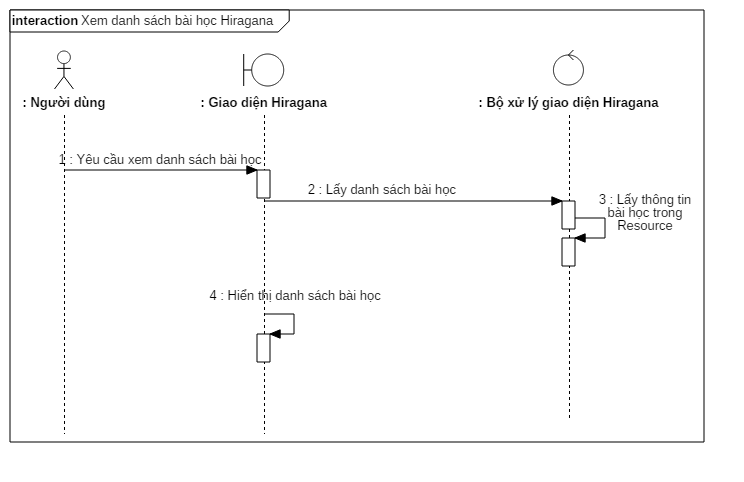 interaction Xem danh sách bài học Hiragana
: Người dùng
: Giao diện Hiragana
: Bộ xử lý giao diện Hiragana
1 : Yêu cầu xem danh sách bài học
2 : Lấy danh sách bài học
3 : Lấy thông tin
bài học trong
Resource
4 : Hiển thị danh sách bài học